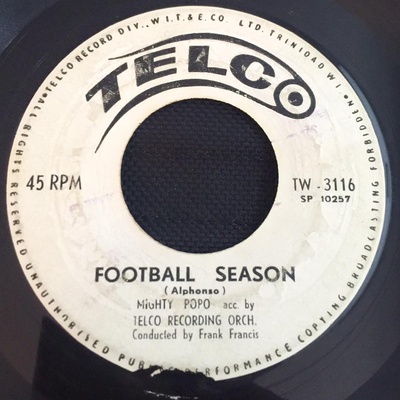 TELCO RECORD DIV., W.I.T. & E. CO. LTD. TRINIDAD W.I.
TELCO
45 RPM
TW - 3116
SP 10257
FOOTBALL SEASON
( Alphonso )
MIGHTY POPO acc. by
TELCO RECORDING ORCH.
Conducted by Frank Francis
ALL RIGHTS RESERVED UNAUTHORISED PUBLIC PERFORMANCE COPYING BROADCASTING FORBIDDEN